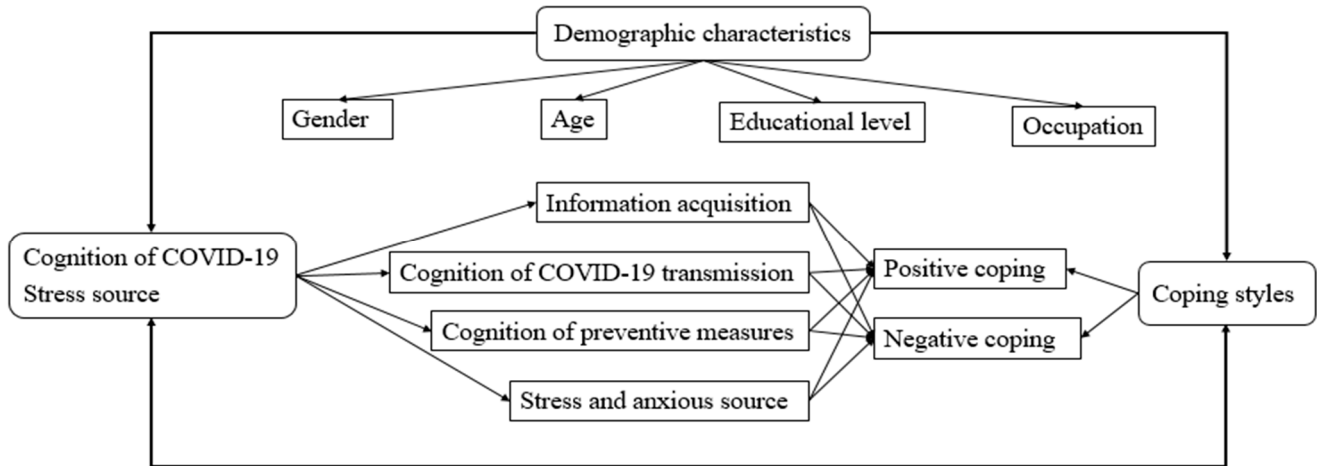 Demographic characteristics
Gender
Age
Educational level
Occupation
Information acquisition
Cognition of COVID-19
Stress source
Cognition of COVID-19 transmission
Positive coping
Coping styles
Cognition of preventive measures
Negative coping
Stress and anxious source